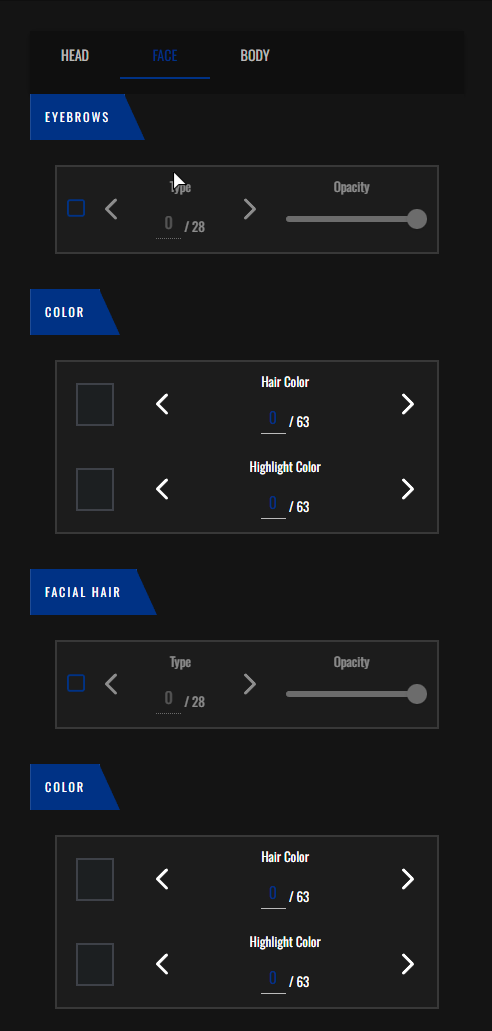 HEAD FACE BODY
EYEBROWS
Type Opacity
0 / 28
COLOR
Hair Color
0 / 63
Highlight Color
0 / 63
FACIAL HAIR
Type Opacity
0 / 28
COLOR
Hair Color
0 / 63
Highlight Color
0 / 63